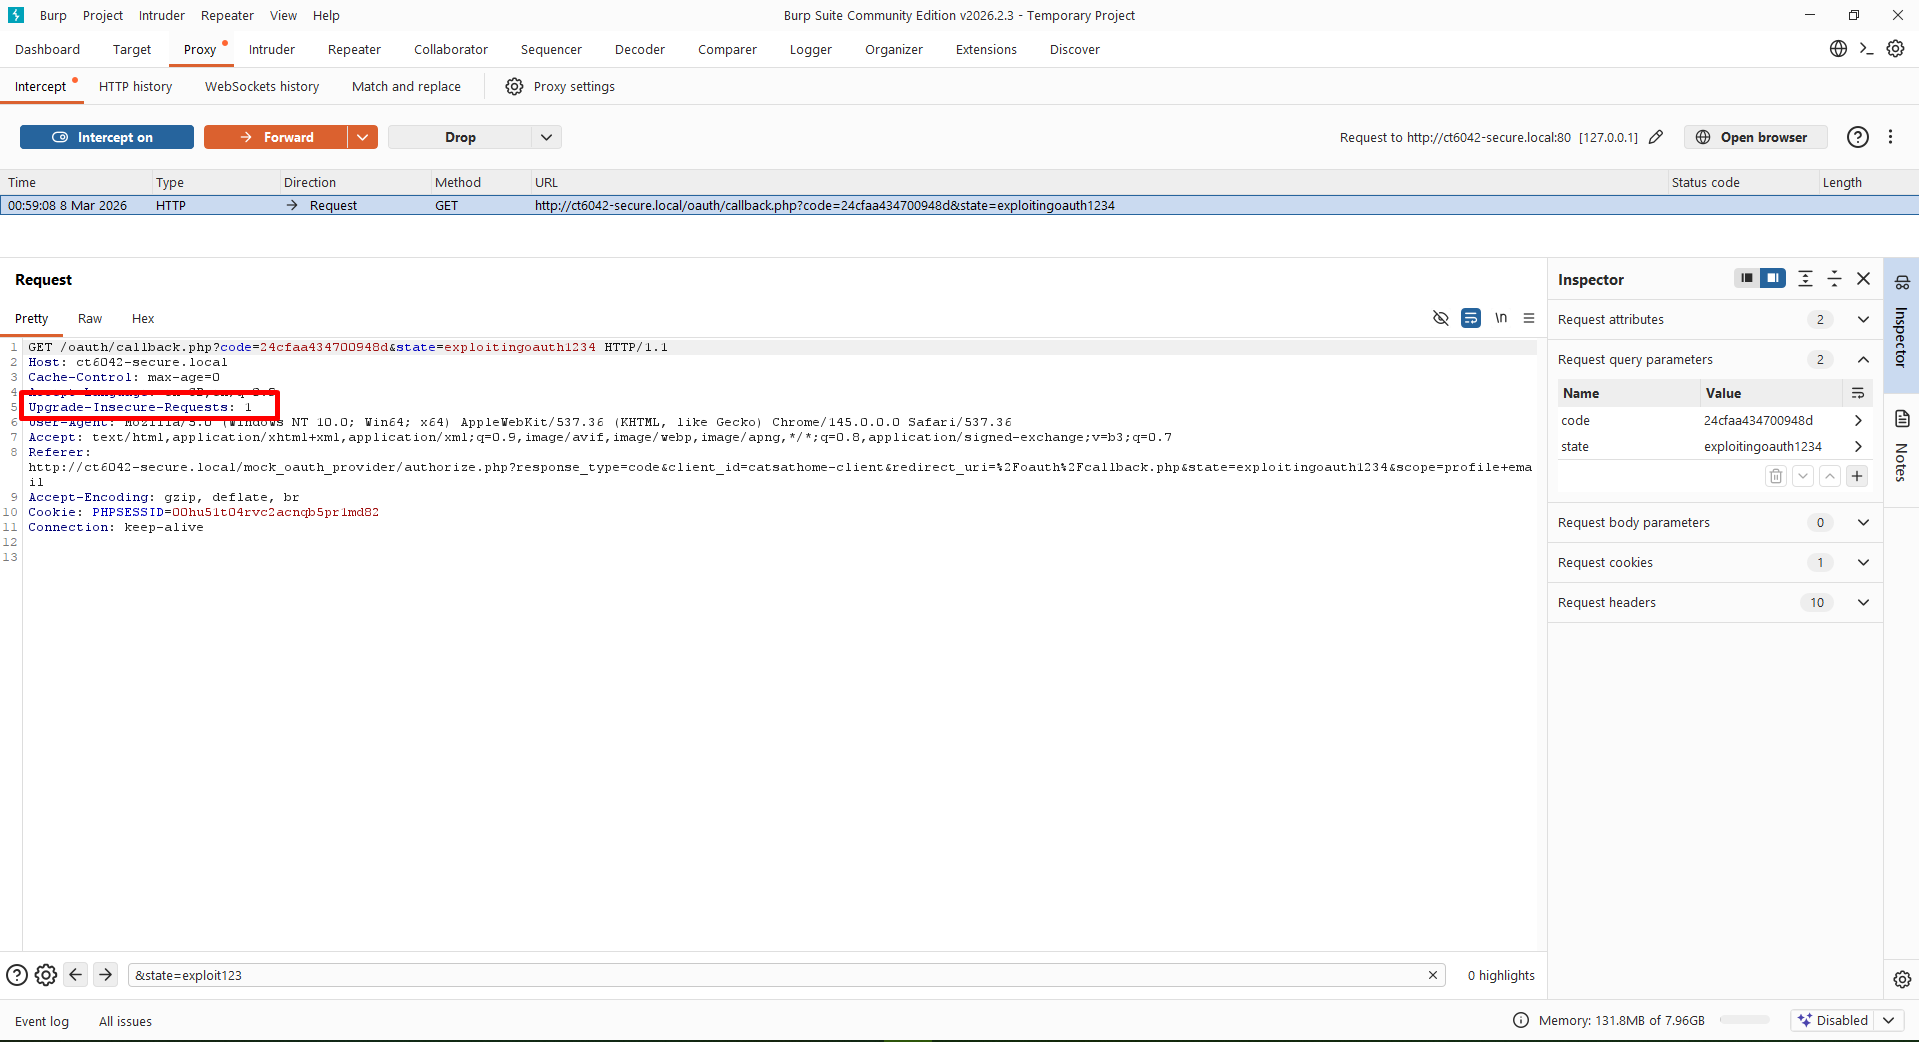 Burp Project Intruder Repeater View Help Burp Suite Community Edition v2026.2.3 - Temporary Project
Dashboard Target Proxy Intruder Repeater Collaborator Sequencer Decoder Comparer Logger Organizer Extensions Discover
Intercept HTTP history WebSockets history Match and replace Proxy settings
Intercept on Forward Drop Request to http://ct6042-secure.local:80 [127.0.0.1] Open browser
Time Type Direction Method URL Status code Length
00:59:08 8 Mar 2026 HTTP → Request GET http://ct6042-secure.local/oauth/callback.php?code=24cfaa434700948d&state=exploitingoauth1234
Request
Pretty Raw Hex \n
1 GET /oauth/callback.php?code=24cfaa434700948d&state=exploitingoauth1234 HTTP/1.1
2 Host: ct6042-secure.local
3 Cache-Control: max-age=0
4
5 Upgrade-Insecure-Requests: 1
6 User-Agent: Mozilla/5.0 (Windows NT 10.0; Win64; x64) AppleWebKit/537.36 (KHTML, like Gecko) Chrome/145.0.0.0 Safari/537.36
7 Accept: text/html,application/xhtml+xml,application/xml;q=0.9,image/avif,image/webp,image/apng,*/*;q=0.8,application/signed-exchange;v=b3;q=0.7
8 Referer:
http://ct6042-secure.local/mock_oauth_provider/authorize.php?response_type=code&client_id=catsathome-client&redirect_uri=%2Foauth%2Fcallback.php&state=exploitingoauth1234&scope=profile+ema
il
9 Accept-Encoding: gzip, deflate, br
10 Cookie: PHPSESSID=00hu51t04rvc2acnqb5pr1md82
11 Connection: keep-alive
12
13
Inspector
Request attributes 2
Request query parameters 2
Name Value
code 24cfaa434700948d
state exploitingoauth1234
Request body parameters 0
Request cookies 1
Request headers 10
Inspector
Notes
&state=exploit123 0 highlights
Event log All issues Memory: 131.8MB of 7.96GB Disabled